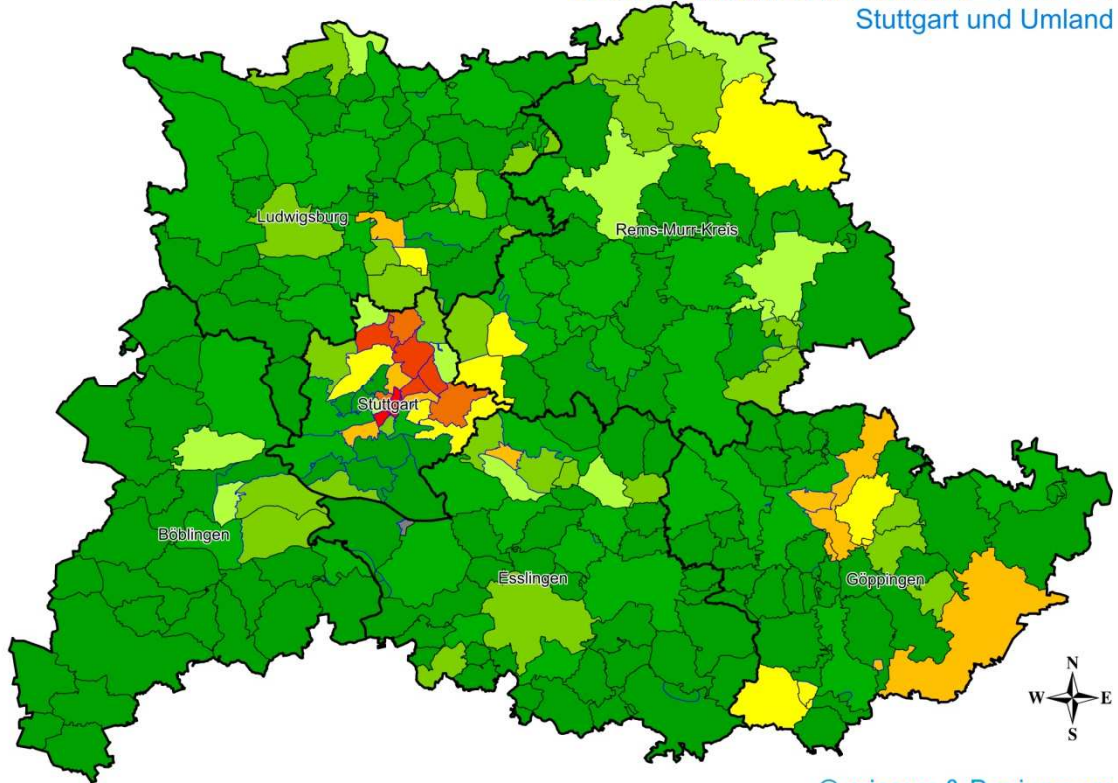 Stuttgart und Umland
Ludwigsburg
Rems-Murr-Kreis
Stuttgart
Böblingen
Esslingen
Göppingen
N
W E
S